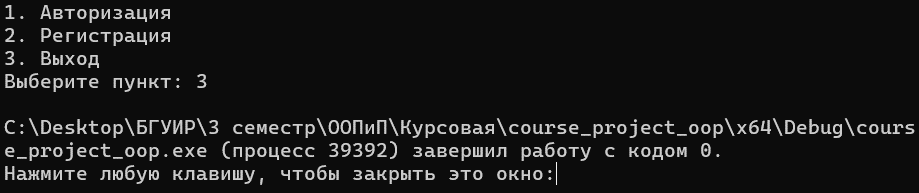 1. Авторизация
2. Регистрация
3. Выход
Выберите пункт: 3
C:\Desktop\БГУИР\3 семестр\ООПиП\Курсовая\course_project_oop\x64\Debug\cours
e_project_oop.exe (процесс 39392) завершил работу с кодом 0.
Нажмите любую клавишу, чтобы закрыть это окно: